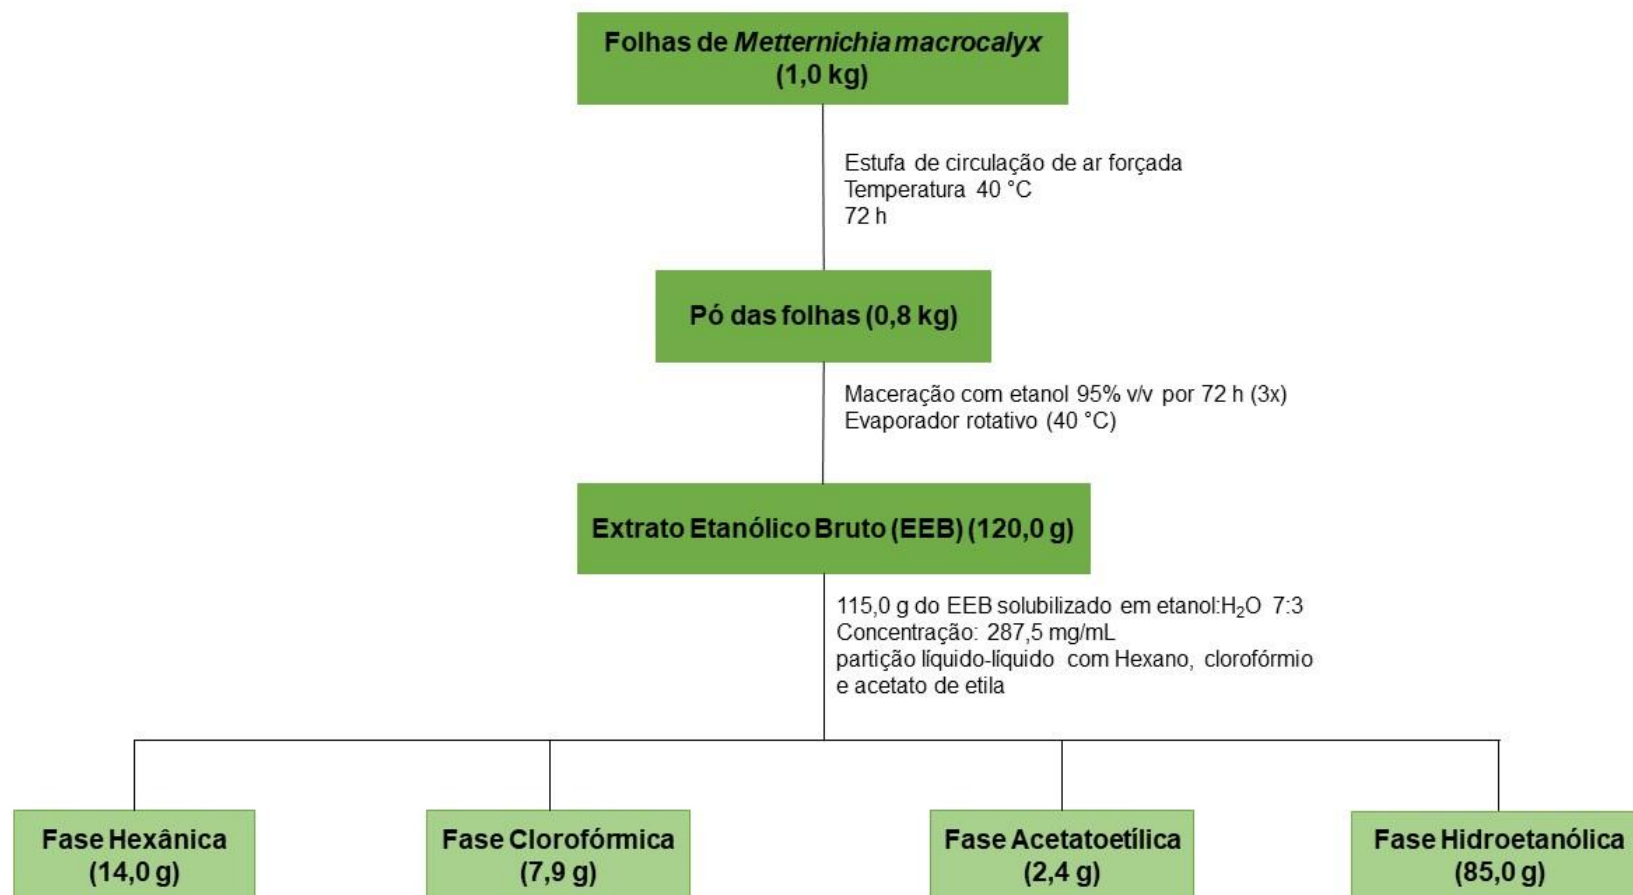 Folhas de Metternichia macrocalyx
(1,0 kg)
Estufa de circulação de ar forçada
Temperatura 40 °C
72 h
Pó das folhas (0,8 kg)
Maceração com etanol 95% v/v por 72 h (3x)
Evaporador rotativo (40 °C)
Extrato Etanólico Bruto (EEB) (120,0 g)
115,0 g do EEB solubilizado em etanol:H₂O 7:3
Concentração: 287,5 mg/mL
partição líquido-líquido com Hexano, clorofórmio
e acetato de etila
Fase Hexânica
(14,0 g)
Fase Clorofórmica
(7,9 g)
Fase Acetatoetílica
(2,4 g)
Fase Hidroetanólica
(85,0 g)